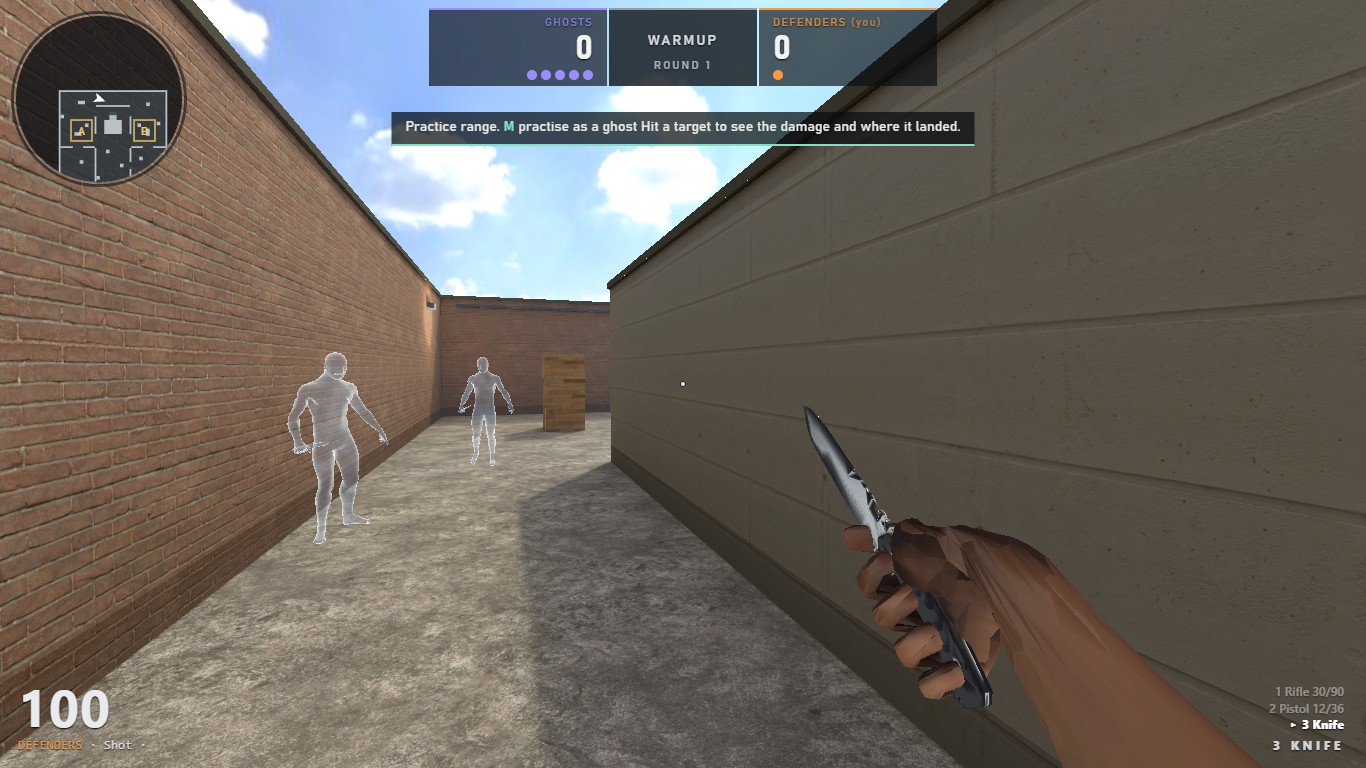 GHOSTS
0
WARMUP
ROUND 1
DEFENDERS (you)
0
A
B
Practice range. M practise as a ghost Hit a target to see the damage and where it landed.
100
DEFENDERS · Shot ·
1 Rifle 30/90
2 Pistol 12/36
▸ 3 Knife
3 KNIFE